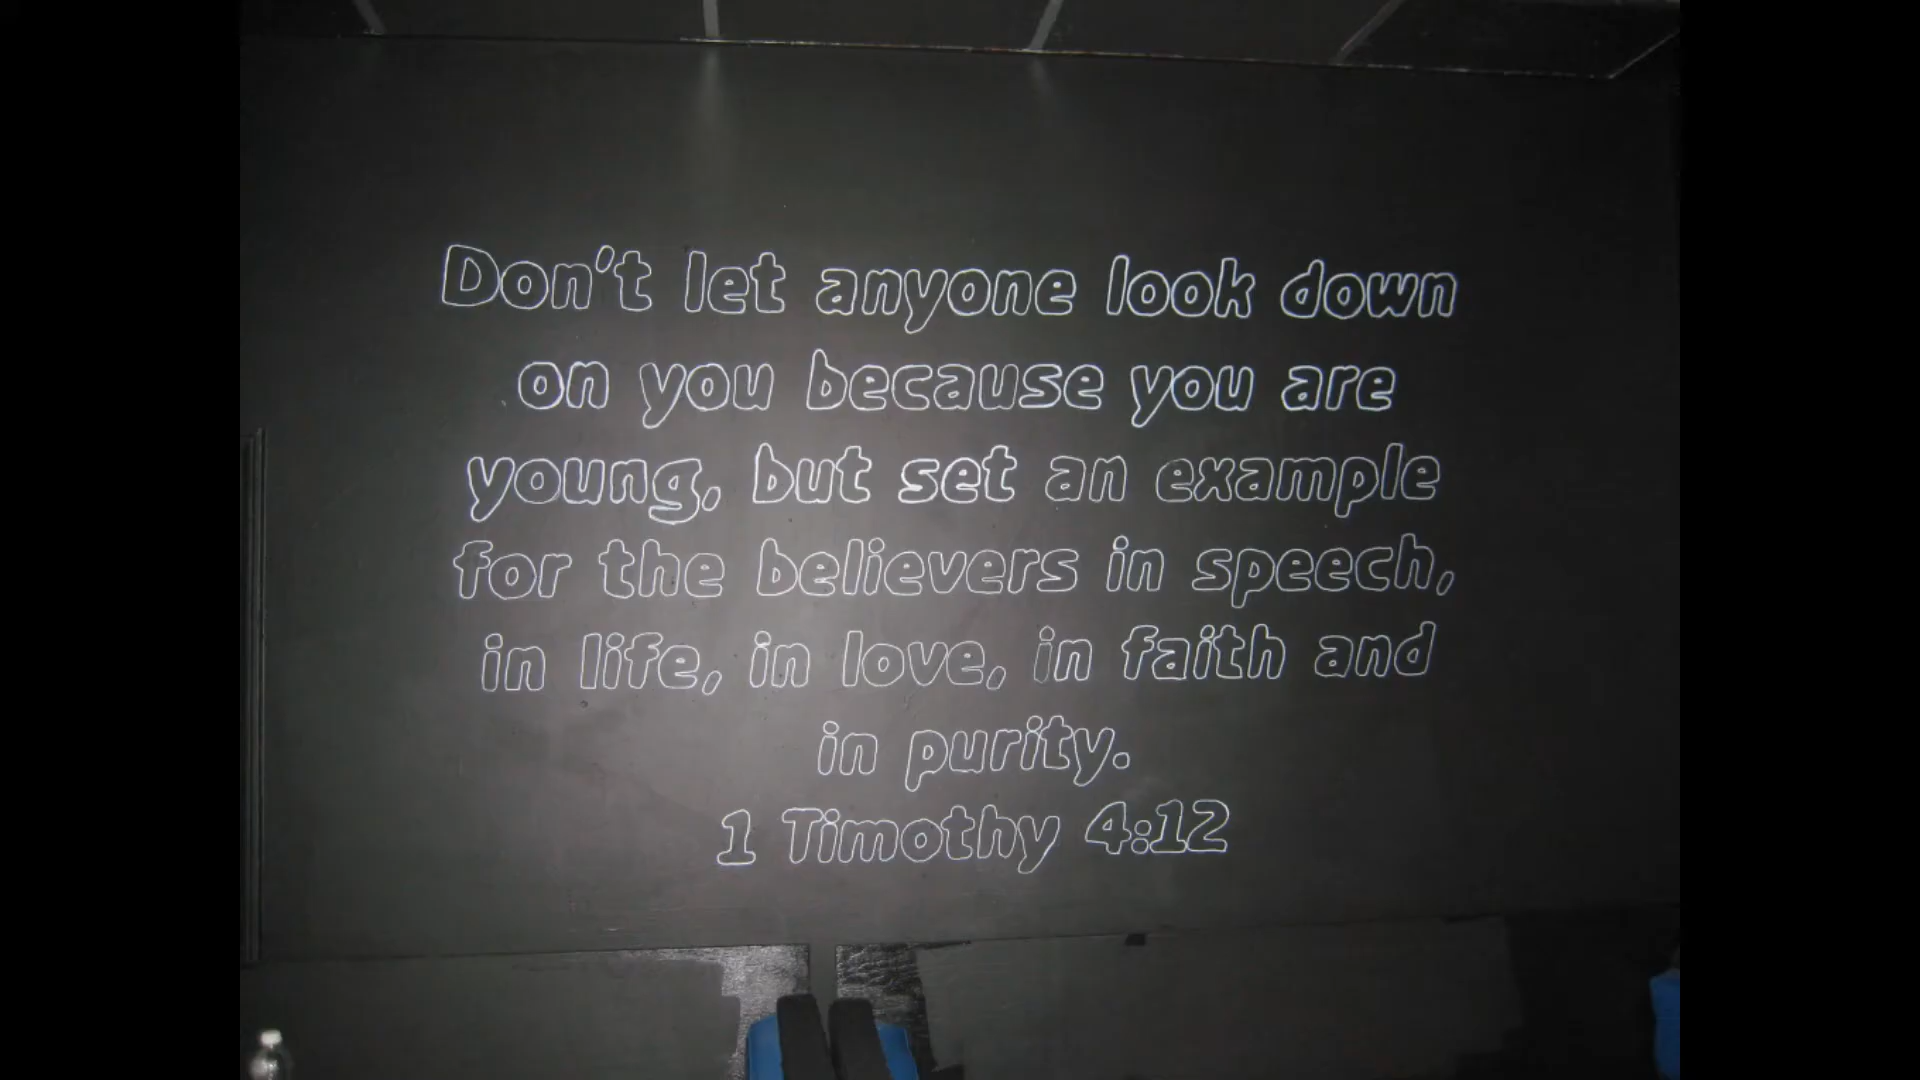 Don't let anyone look down
on you because you are
young, but set an example
for the believers in speech,
in life, in love, in faith and
in purity.
1 Timothy 4:12